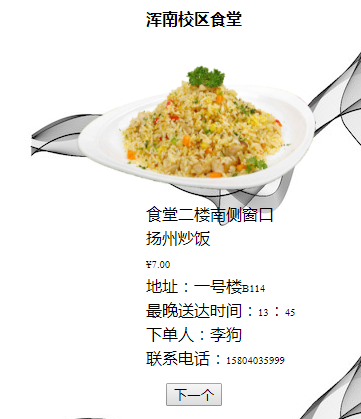 浑南校区食堂
食堂二楼南侧窗口
扬州炒饭
¥7.00
地址：一号楼B114
最晚送达时间：13：45
下单人：李狗
联系电话：15804035999
下一个